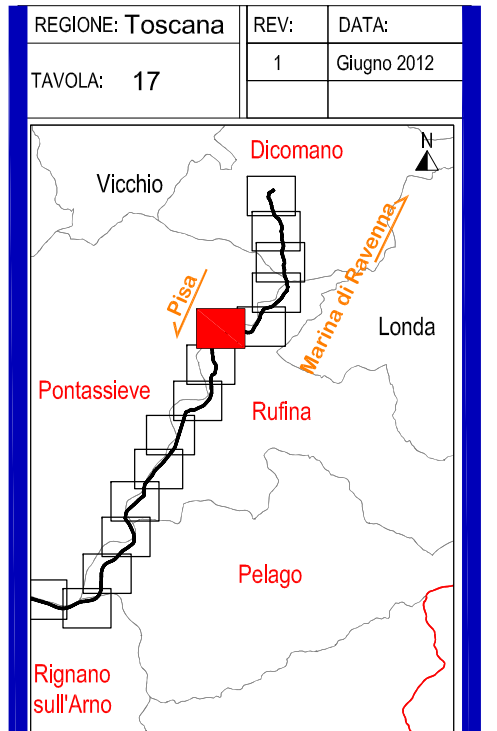 REGIONE: Toscana
REV:
DATA:
TAVOLA: 17
1
Giugno 2012
N
Dicomano
Vicchio
Marina di Ravenna
Pisa
Londa
Pontassieve
Rufina
Pelago
Rignano
sull'Arno